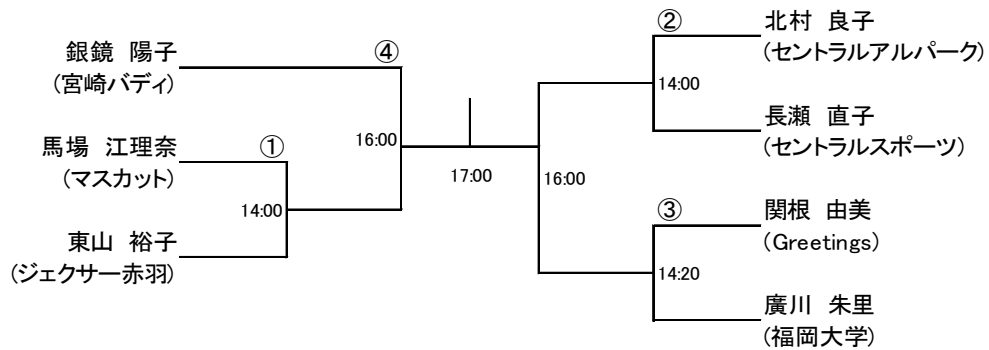 銀鏡 陽子
(宮崎バディ)
④
馬場 江理奈
(マスカット)
①
16:00
14:00
東山 裕子
(ジェクサー赤羽)
17:00
②
北村 良子
(セントラルアルパーク)
14:00
長瀬 直子
(セントラルスポーツ)
16:00
③
関根 由美
(Greetings)
14:20
廣川 朱里
(福岡大学)